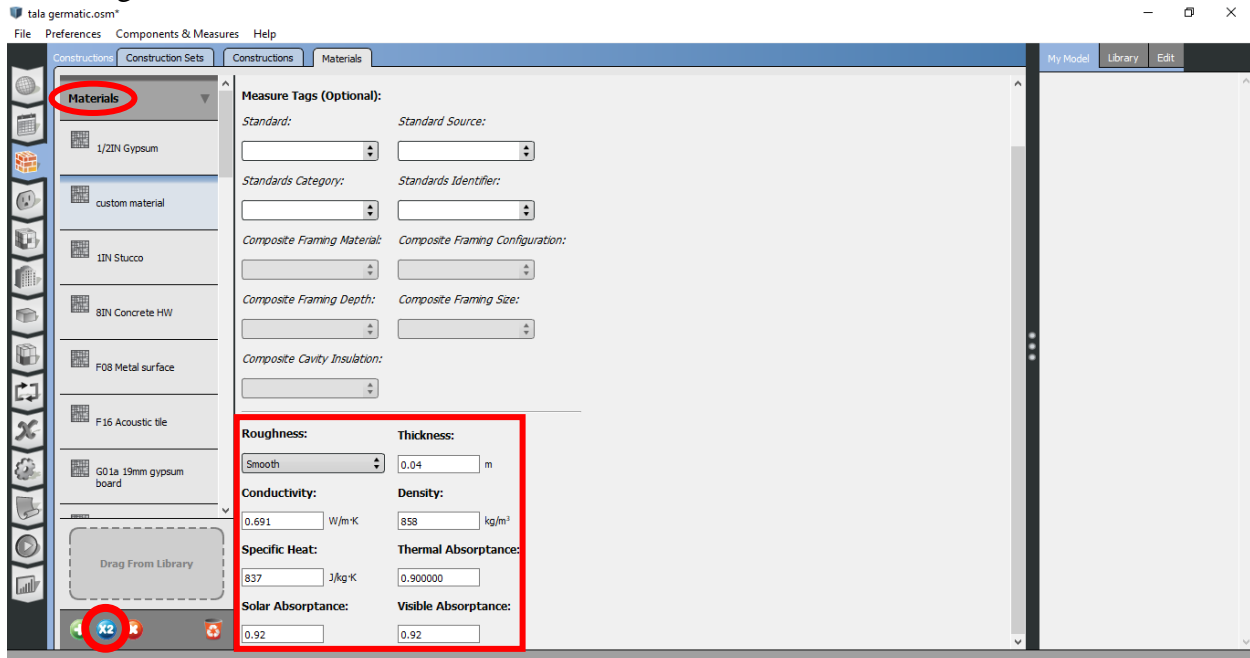 tala germatic.osm*
File Preferences Components & Measures Help
Constructions Construction Sets Constructions Materials
My Model Library Edit
Materials
1/2IN Gypsum
custom material
1IN Stucco
8IN Concrete HW
F08 Metal surface
F16 Acoustic tile
G01a 19mm gypsum
board
Drag From Library
X2
Measure Tags (Optional):
Standard: Standard Source:
Standards Category: Standards Identifier:
Composite Framing Material: Composite Framing Configuration:
Composite Framing Depth: Composite Framing Size:
Composite Cavity Insulation:
Roughness: Thickness:
Smooth 0.04 m
Conductivity: Density:
0.691 W/m·K 858 kg/m³
Specific Heat: Thermal Absorptance:
837 J/kg·K 0.900000
Solar Absorptance: Visible Absorptance:
0.92 0.92